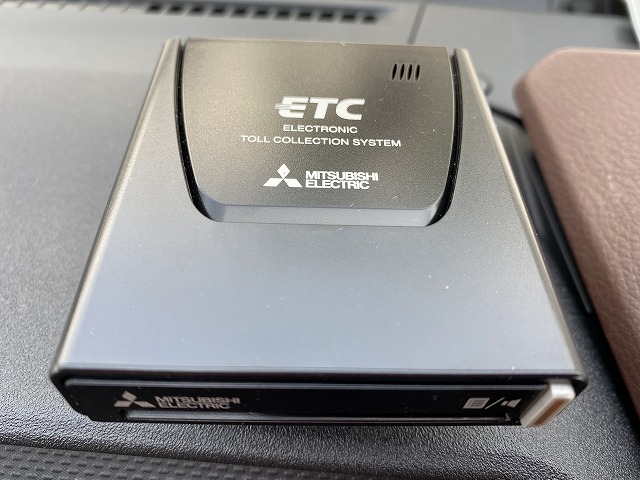 ETC
ELECTRONIC
TOLL COLLECTION SYSTEM
MITSUBISHI
ELECTRIC
MITSUBISHI
ELECTRIC